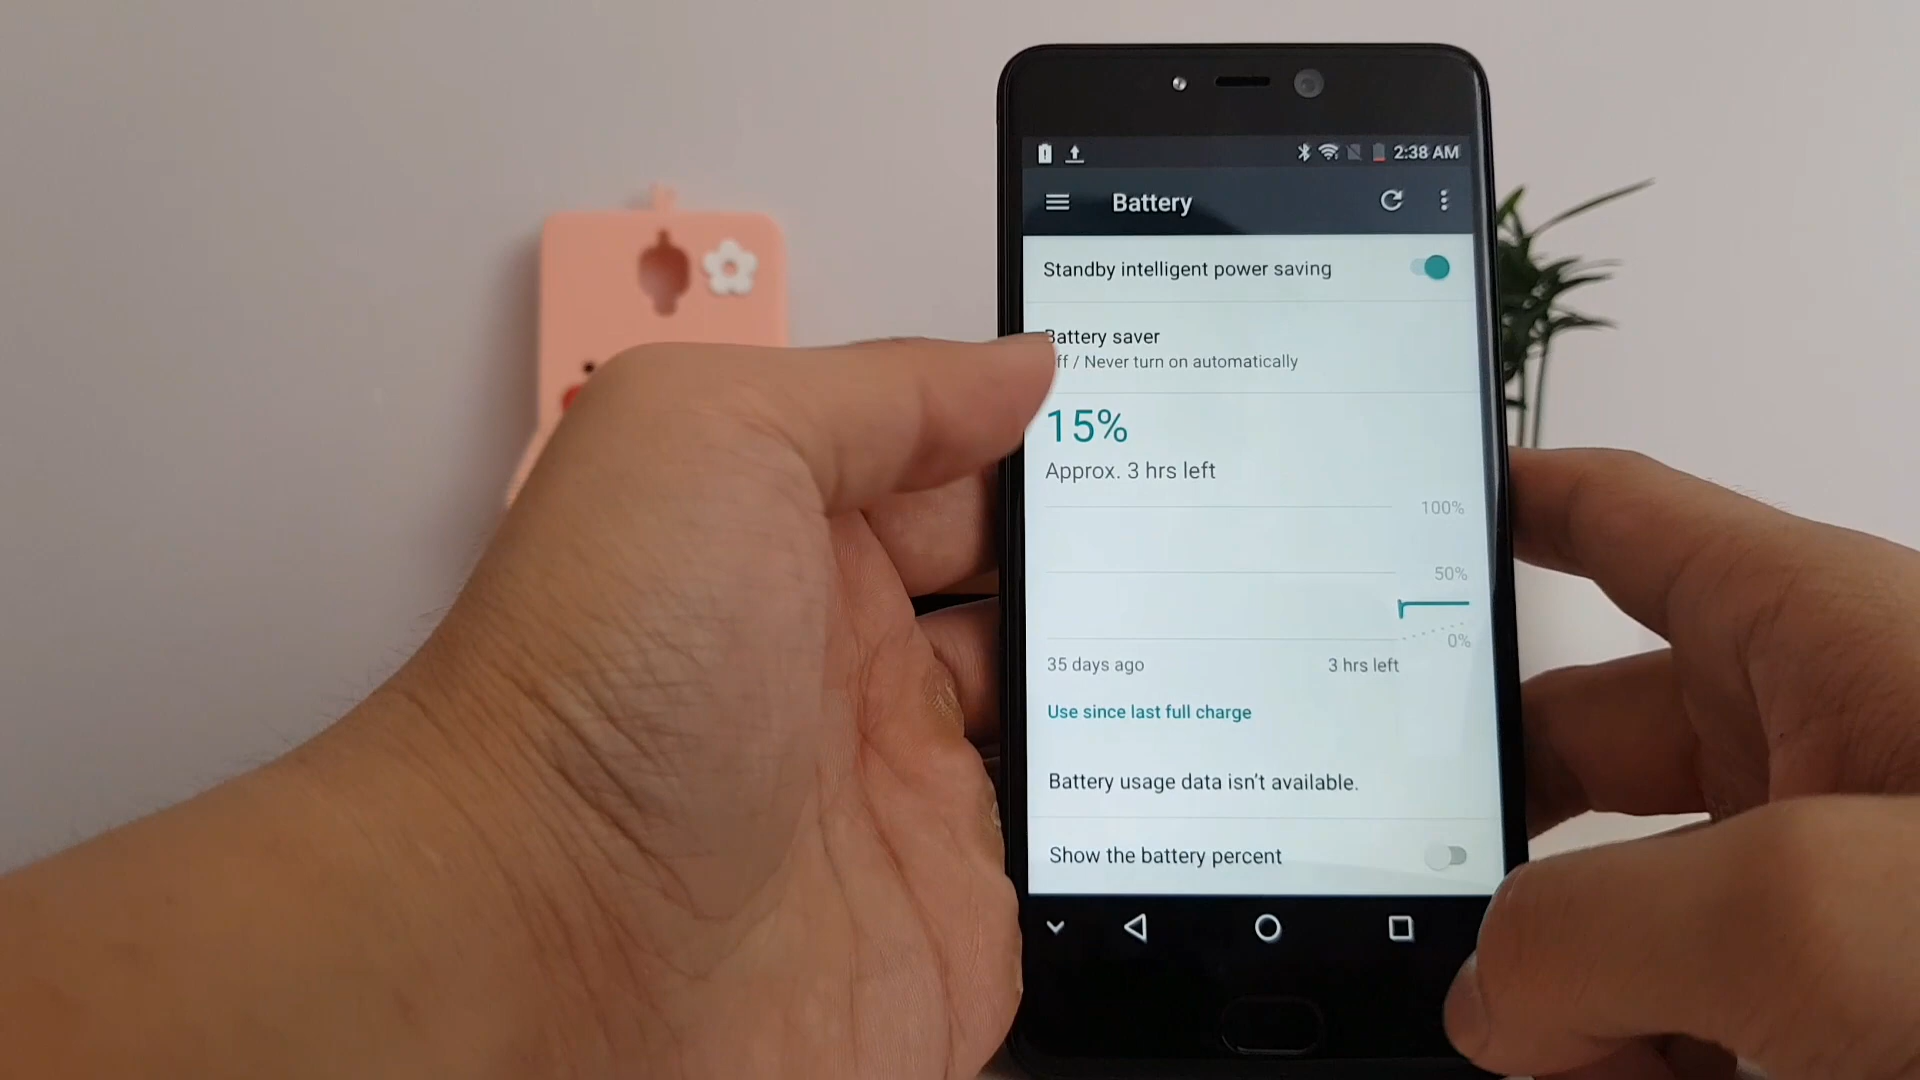 2:38 AM
Battery
Standby intelligent power saving
Battery saver
ff / Never turn on automatically
15%
Approx. 3 hrs left
100%
50%
0%
35 days ago
3 hrs left
Use since last full charge
Battery usage data isn't available.
Show the battery percent